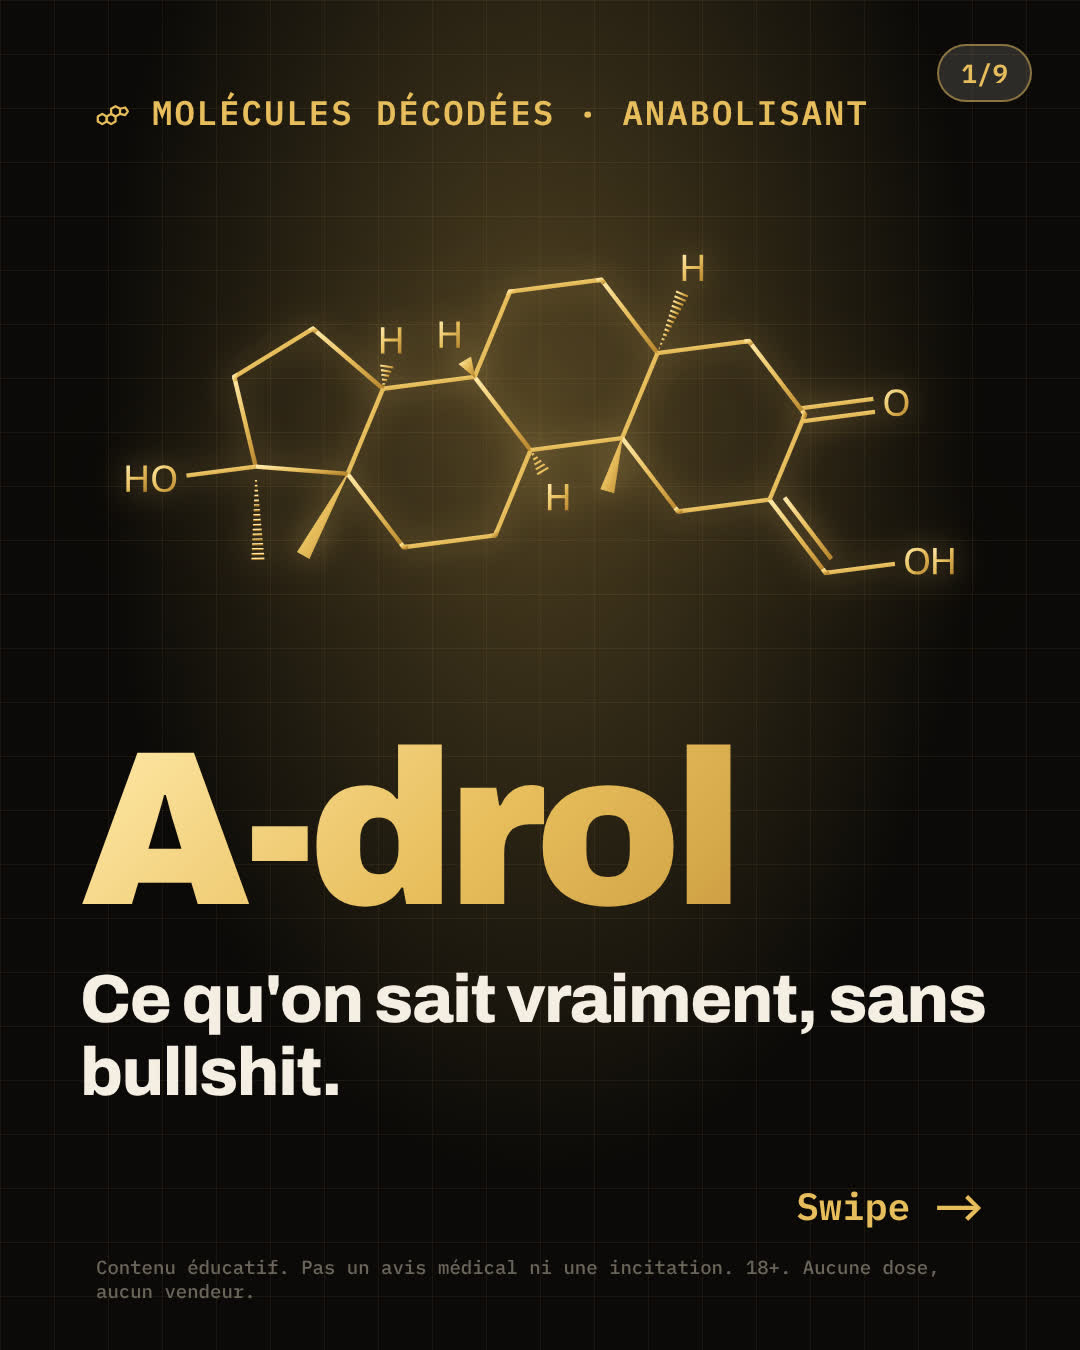 1/9
MOLÉCULES DÉCODÉES · ANABOLISANT
H
H H
O
HO
H
OH
A-drol
Ce qu'on sait vraiment, sans
bullshit.
Swipe →
Contenu éducatif. Pas un avis médical ni une incitation. 18+. Aucune dose,
aucun vendeur.